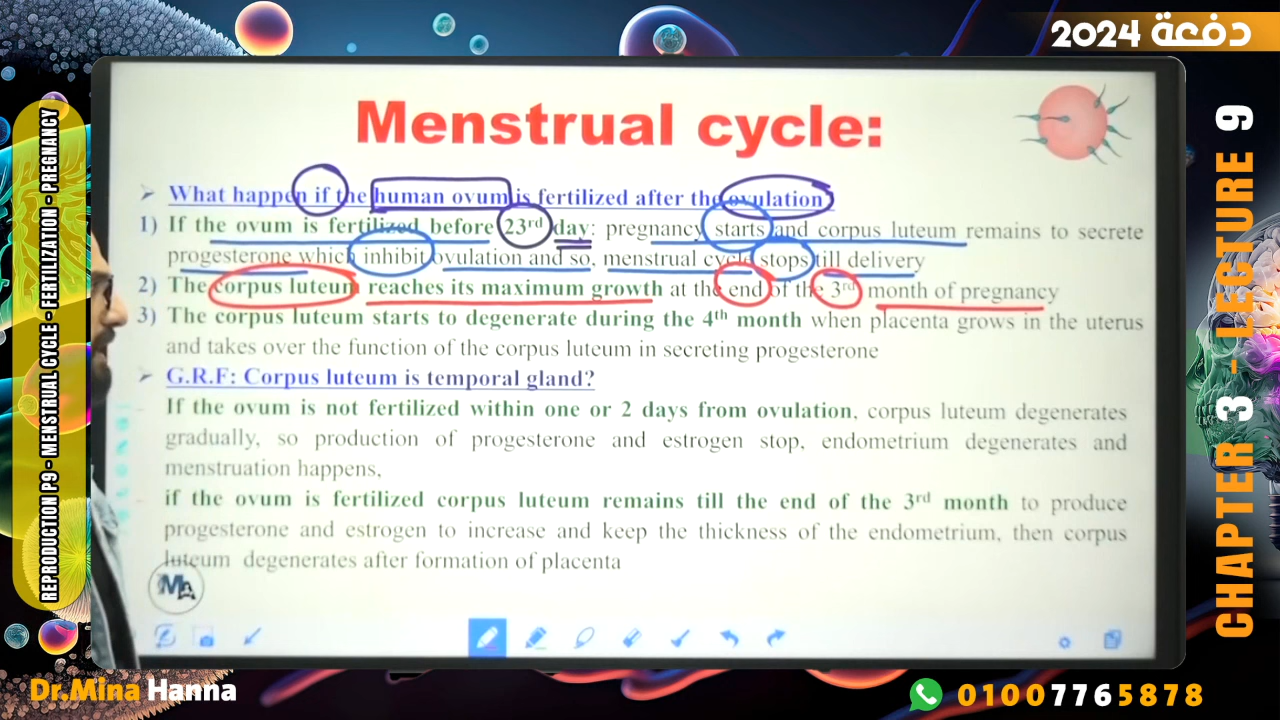 دفعة 2024
REPRODUCTION P9 - MENSTRUAL CYCLE - FERTILIZATION - PREGNANCY
Menstrual cycle:
➢ What happen if the human ovum is fertilized after the ovulation
1) If the ovum is fertilized before 23rd day: pregnancy starts and corpus luteum remains to secrete
progesterone which inhibit ovulation and so, menstrual cycle stops till delivery
2) The corpus luteum reaches its maximum growth at the end of the 3rd month of pregnancy
3) The corpus luteum starts to degenerate during the 4th month when placenta grows in the uterus
and takes over the function of the corpus luteum in secreting progesterone
➢ G.R.F: Corpus luteum is temporal gland?
- If the ovum is not fertilized within one or 2 days from ovulation, corpus luteum degenerates
gradually, so production of progesterone and estrogen stop, endometrium degenerates and
menstruation happens,
- if the ovum is fertilized corpus luteum remains till the end of the 3rd month to produce
progesterone and estrogen to increase and keep the thickness of the endometrium, then corpus
luteum degenerates after formation of placenta
MA
CHAPTER 3 - LECTURE 9
Dr.Mina Hanna
01007765878